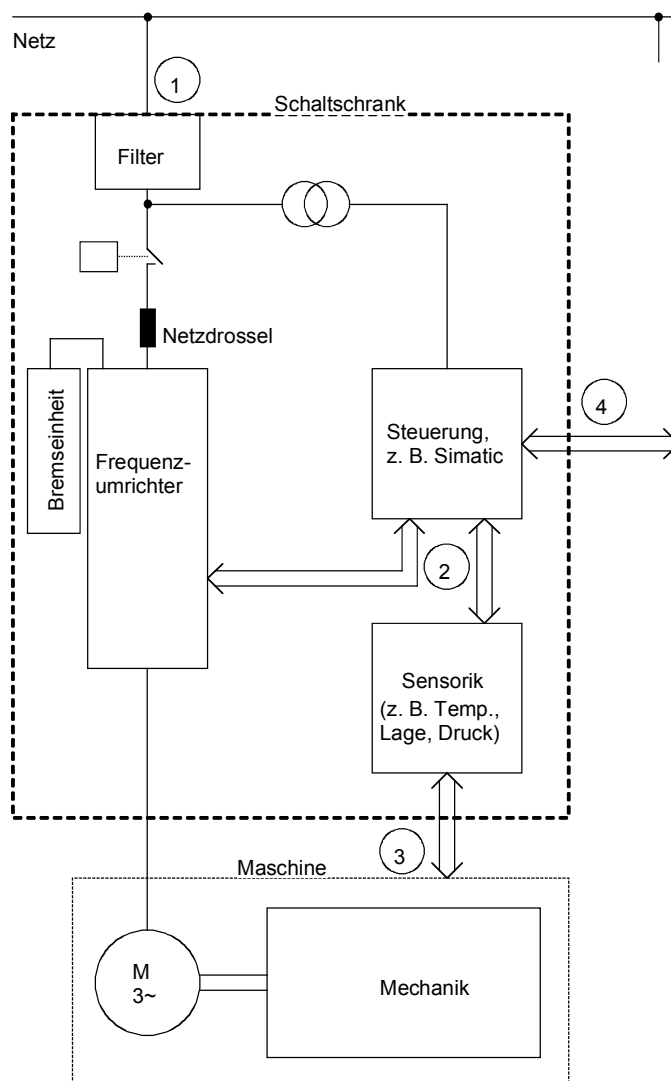 Netz
1
Schaltschrank
Filter
Netzdrossel
Bremseinheit
Frequenz-
umrichter
Steuerung,
z. B. Simatic
4
2
Sensorik
(z. B. Temp.,
Lage, Druck)
3
Maschine
M
3~
Mechanik